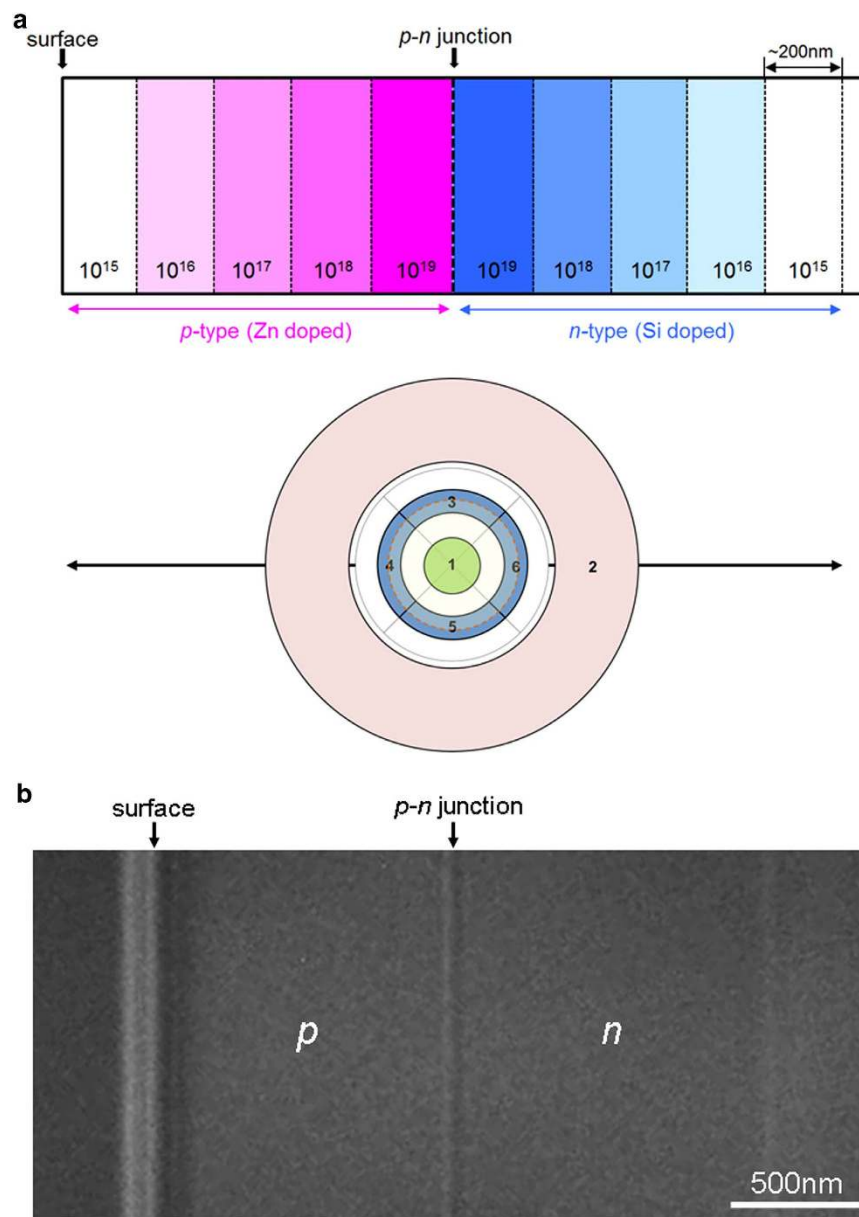 a
surface
p-n junction
~200nm
10¹⁵ 10¹⁶ 10¹⁷ 10¹⁸ 10¹⁹ 10¹⁹ 10¹⁸ 10¹⁷ 10¹⁶ 10¹⁵
p-type (Zn doped) n-type (Si doped)
3
4 1 6 2
5
b
surface p-n junction
p n
500nm